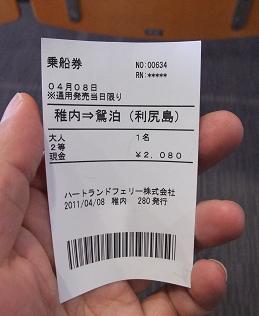 乗船券 NO:00634
RN:*****
04月08日
※通用発売当日限り
稚内⇒鴛泊（利尻島）
大人 1名
2等
現金 ¥2,080
ハートランドフェリー株式会社
2011/04/08 稚内 280発行